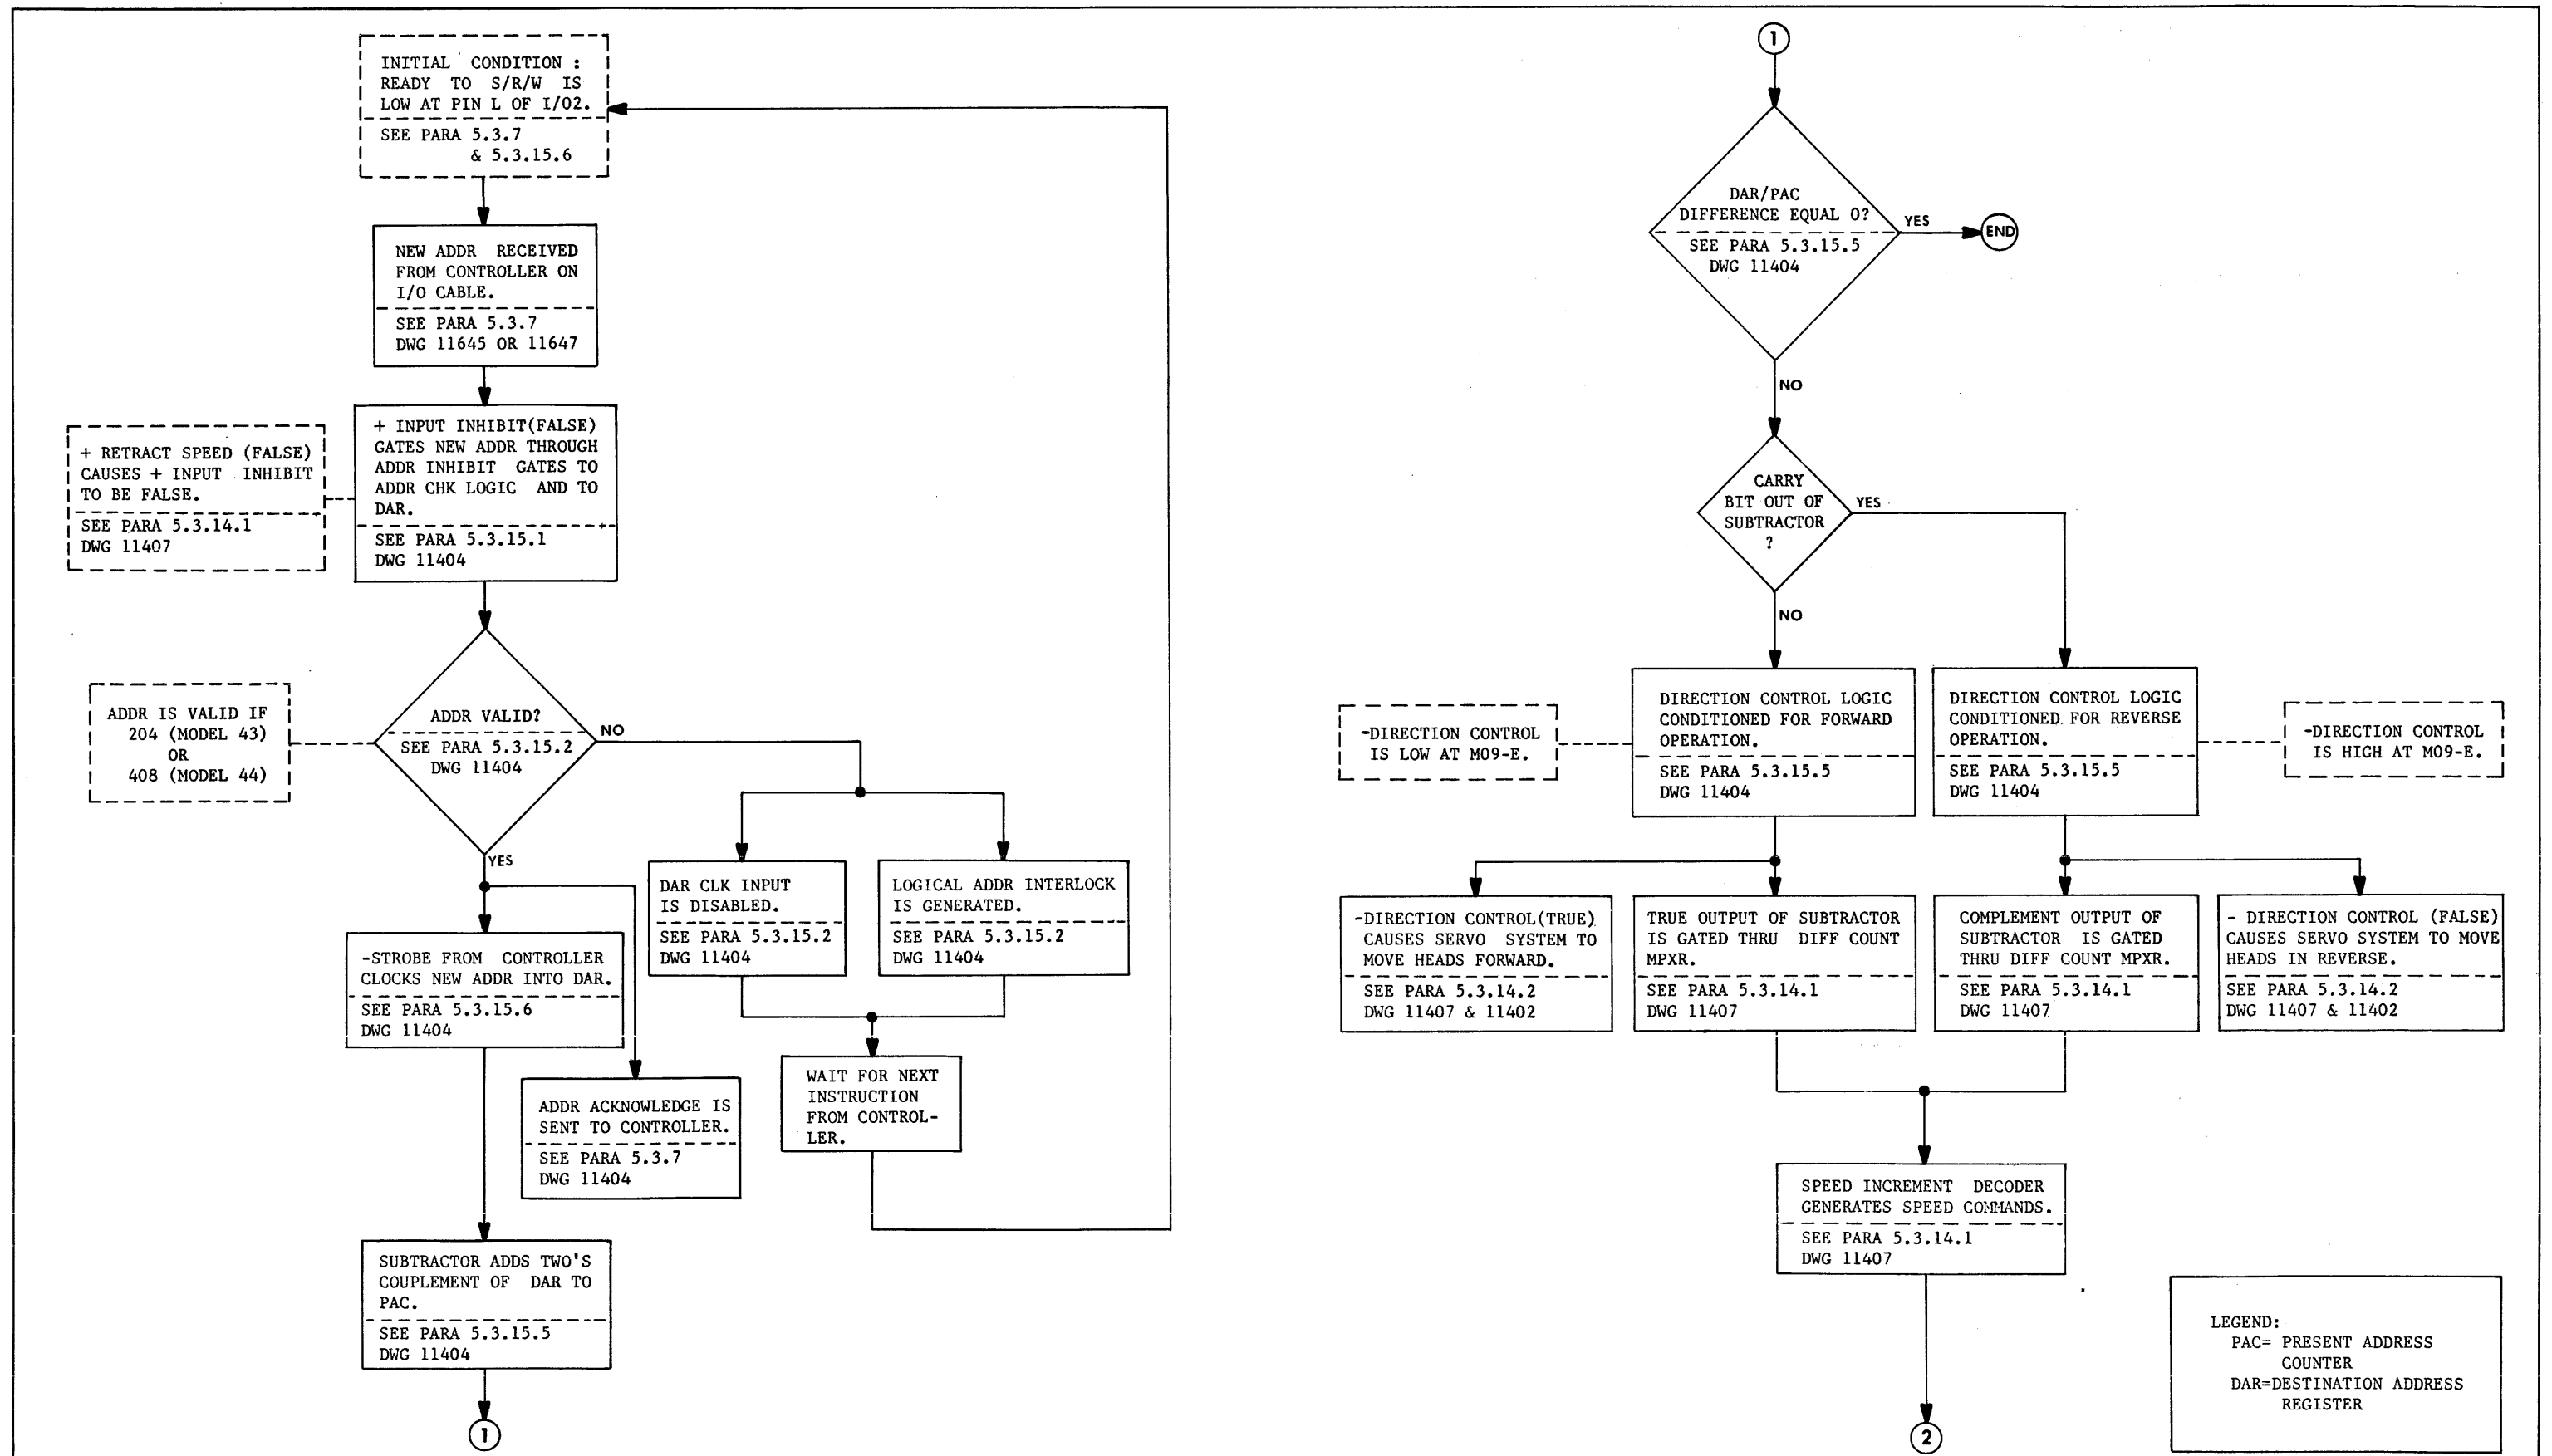 INITIAL CONDITION :
READY TO S/R/W IS
LOW AT PIN L OF I/O2.
SEE PARA 5.3.7
& 5.3.15.6
NEW ADDR RECEIVED
FROM CONTROLLER ON
I/O CABLE.
SEE PARA 5.3.7
DWG 11645 OR 11647
+ RETRACT SPEED (FALSE)
CAUSES + INPUT INHIBIT
TO BE FALSE.
SEE PARA 5.3.14.1
DWG 11407
+ INPUT INHIBIT(FALSE)
GATES NEW ADDR THROUGH
ADDR INHIBIT GATES TO
ADDR CHK LOGIC AND TO
DAR.
SEE PARA 5.3.15.1
DWG 11404
ADDR IS VALID IF
204 (MODEL 43)
OR
408 (MODEL 44)
ADDR VALID?
SEE PARA 5.3.15.2
DWG 11404
NO
YES
DAR CLK INPUT
IS DISABLED.
SEE PARA 5.3.15.2
DWG 11404
LOGICAL ADDR INTERLOCK
IS GENERATED.
SEE PARA 5.3.15.2
DWG 11404
-STROBE FROM CONTROLLER
CLOCKS NEW ADDR INTO DAR.
SEE PARA 5.3.15.6
DWG 11404
ADDR ACKNOWLEDGE IS
SENT TO CONTROLLER.
SEE PARA 5.3.7
DWG 11404
WAIT FOR NEXT
INSTRUCTION
FROM CONTROL-
LER.
SUBTRACTOR ADDS TWO'S
COUPLEMENT OF DAR TO
PAC.
SEE PARA 5.3.15.5
DWG 11404
1
1
DAR/PAC
DIFFERENCE EQUAL 0?
SEE PARA 5.3.15.5
DWG 11404
YES
END
NO
CARRY
BIT OUT OF
SUBTRACTOR
?
YES
NO
-DIRECTION CONTROL
IS LOW AT M09-E.
DIRECTION CONTROL LOGIC
CONDITIONED FOR FORWARD
OPERATION.
SEE PARA 5.3.15.5
DWG 11404
DIRECTION CONTROL LOGIC
CONDITIONED FOR REVERSE
OPERATION.
SEE PARA 5.3.15.5
DWG 11404
-DIRECTION CONTROL
IS HIGH AT M09-E.
-DIRECTION CONTROL(TRUE)
CAUSES SERVO SYSTEM TO
MOVE HEADS FORWARD.
SEE PARA 5.3.14.2
DWG 11407 & 11402
TRUE OUTPUT OF SUBTRACTOR
IS GATED THRU DIFF COUNT
MPXR.
SEE PARA 5.3.14.1
DWG 11407
COMPLEMENT OUTPUT OF
SUBTRACTOR IS GATED
THRU DIFF COUNT MPXR.
SEE PARA 5.3.14.1
DWG 11407
- DIRECTION CONTROL (FALSE)
CAUSES SERVO SYSTEM TO MOVE
HEADS IN REVERSE.
SEE PARA 5.3.14.2
DWG 11407 & 11402
SPEED INCREMENT DECODER
GENERATES SPEED COMMANDS.
SEE PARA 5.3.14.1
DWG 11407
2
LEGEND:
PAC= PRESENT ADDRESS
COUNTER
DAR=DESTINATION ADDRESS
REGISTER